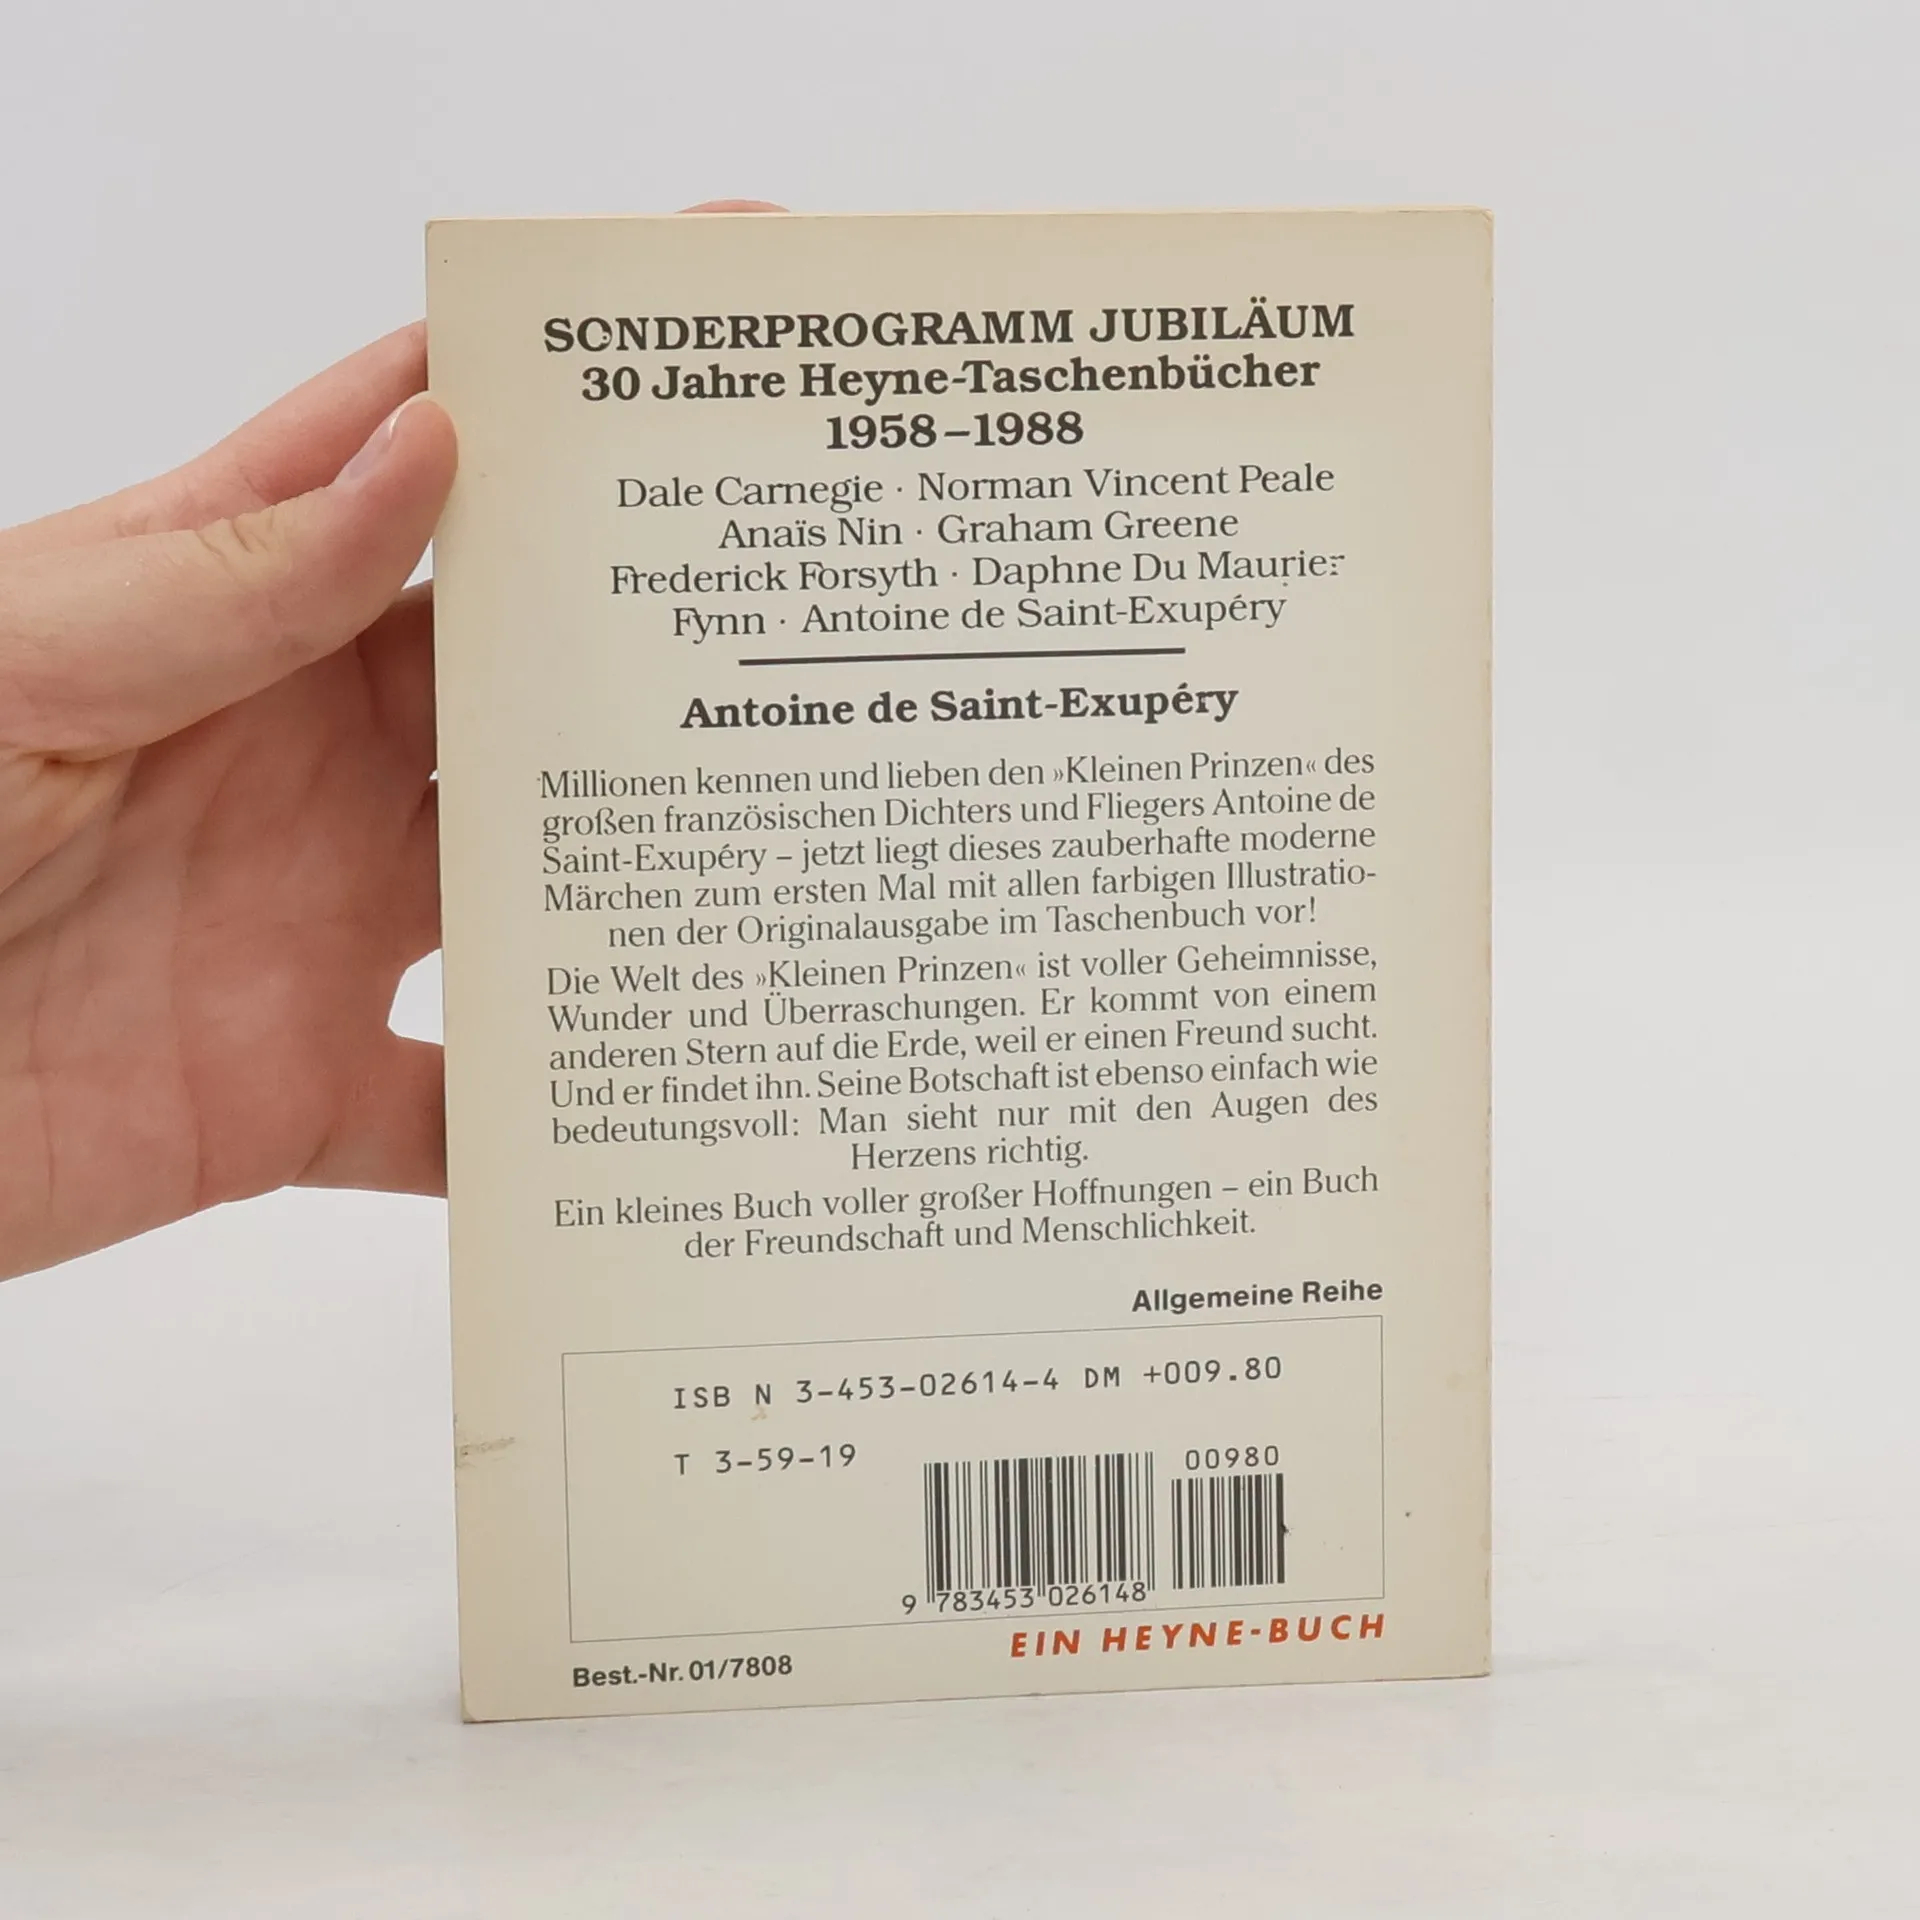 SONDERPROGRAMM JUBILÄUM
30 Jahre Heyne-Taschenbücher
1958–1988
Dale Carnegie · Norman Vincent Peale
Anaïs Nin · Graham Greene
Frederick Forsyth · Daphne Du Maurier
Fynn · Antoine de Saint-Exupéry
Antoine de Saint-Exupéry
Millionen kennen und lieben den »Kleinen Prinzen« des
großen französischen Dichters und Fliegers Antoine de
Saint-Exupéry – jetzt liegt dieses zauberhafte moderne
Märchen zum ersten Mal mit allen farbigen Illustratio-
nen der Originalausgabe im Taschenbuch vor!
Die Welt des »Kleinen Prinzen« ist voller Geheimnisse,
Wunder und Überraschungen. Er kommt von einem
anderen Stern auf die Erde, weil er einen Freund sucht.
Und er findet ihn. Seine Botschaft ist ebenso einfach wie
bedeutungsvoll: Man sieht nur mit den Augen des
Herzens richtig.
Ein kleines Buch voller großer Hoffnungen – ein Buch
der Freundschaft und Menschlichkeit.
Allgemeine Reihe
ISB N 3-453-02614-4 DM +009.80
T 3-59-19
00980
9 783453 026148
EIN HEYNE-BUCH
Best.-Nr. 01/7808